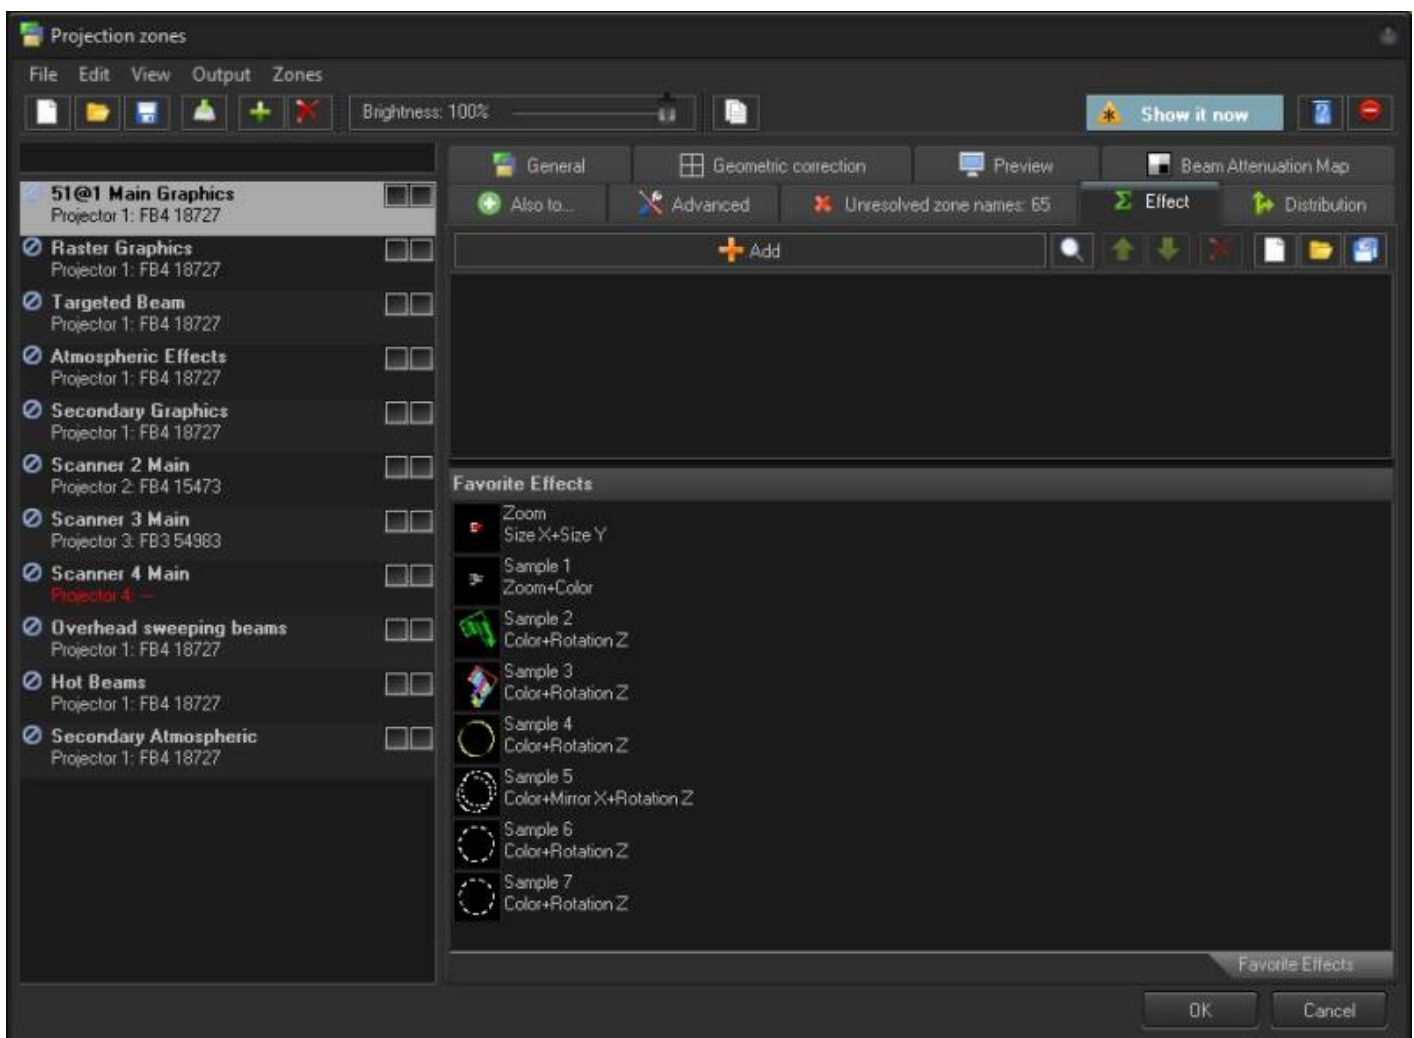 Projection zones
File Edit View Output Zones
Brightness: 100%
Show it now
General
Geometric correction
Preview
Beam Attenuation Map
Also to...
Advanced
Unresolved zone names: 65
Effect
Distribution
51@1 Main Graphics
Projector 1: FB4 18727
Raster Graphics
Projector 1: FB4 18727
Targeted Beam
Projector 1: FB4 18727
Atmospheric Effects
Projector 1: FB4 18727
Secondary Graphics
Projector 1: FB4 18727
Scanner 2 Main
Projector 2: FB4 15473
Scanner 3 Main
Projector 3: FB3 54983
Scanner 4 Main
Projector 4: --
Overhead sweeping beams
Projector 1: FB4 18727
Hot Beams
Projector 1: FB4 18727
Secondary Atmospheric
Projector 1: FB4 18727
Add
Favorite Effects
Zoom
Size X+Size Y
Sample 1
Zoom+Color
Sample 2
Color+Rotation Z
Sample 3
Color+Rotation Z
Sample 4
Color+Rotation Z
Sample 5
Color+Mirror X+Rotation Z
Sample 6
Color+Rotation Z
Sample 7
Color+Rotation Z
Favorite Effects
OK
Cancel